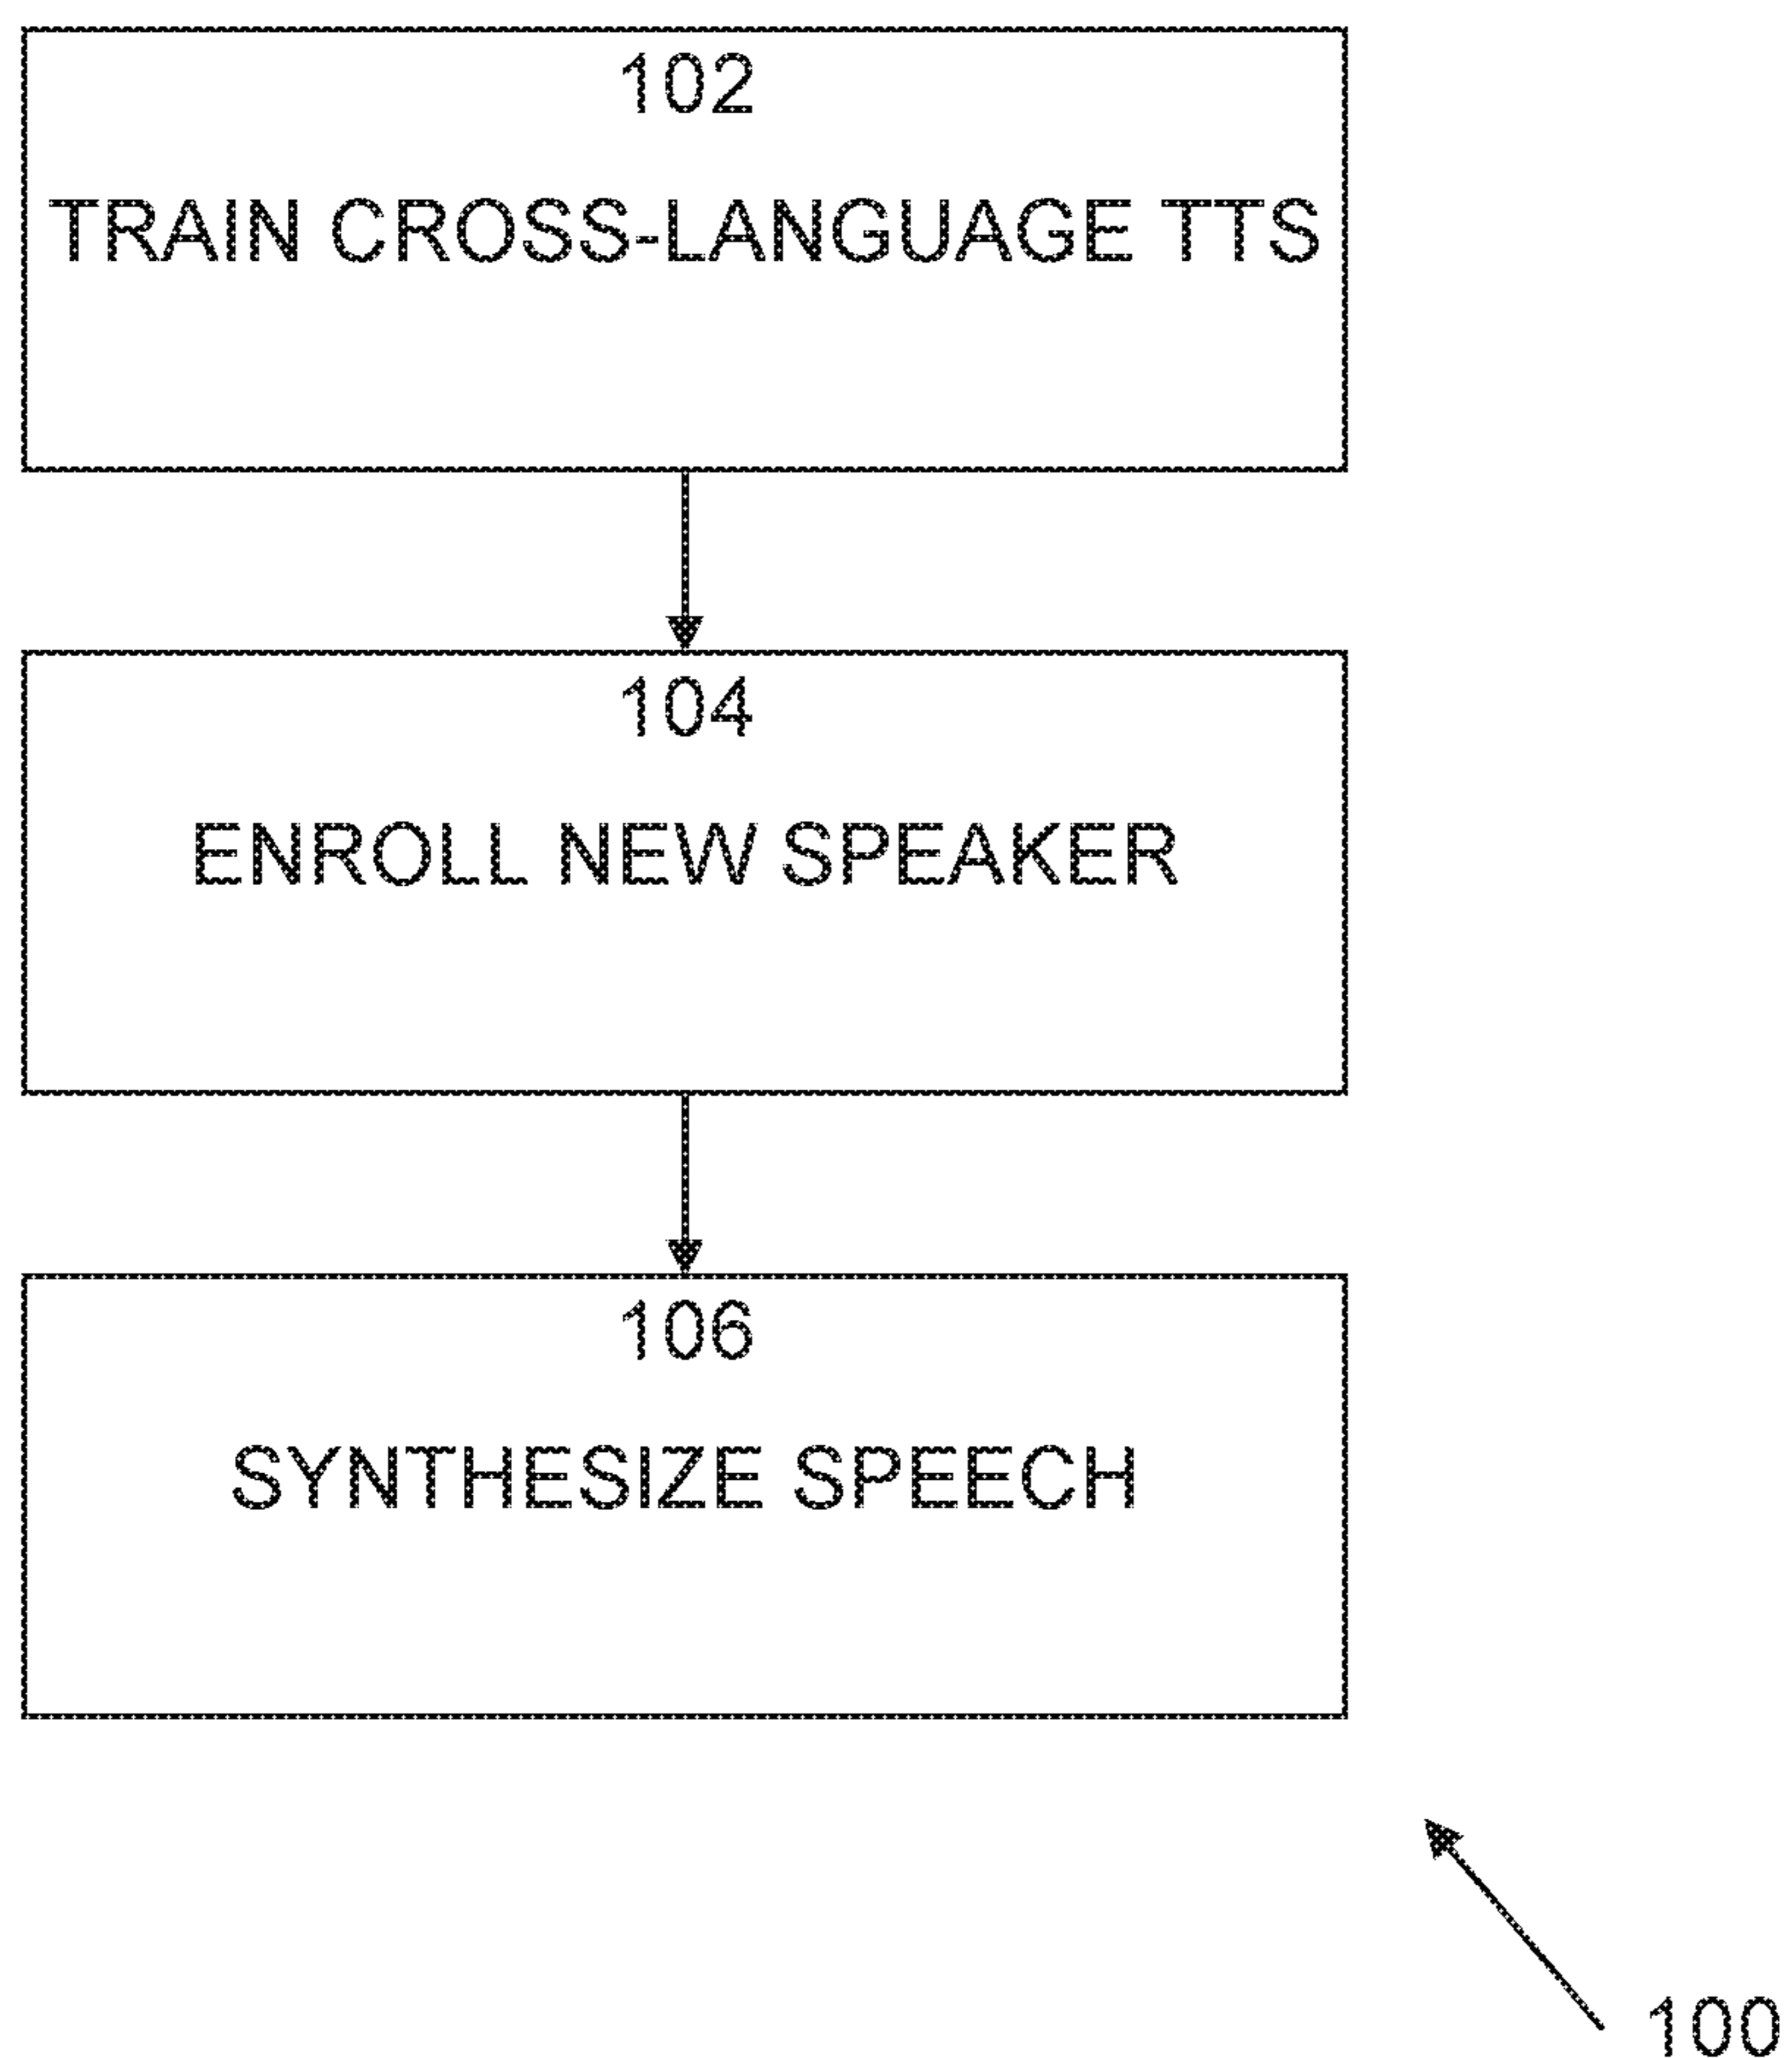 102
TRAIN CROSS-LANGUAGE TTS
104
ENROLL NEW SPEAKER
106
SYNTHESIZE SPEECH
100